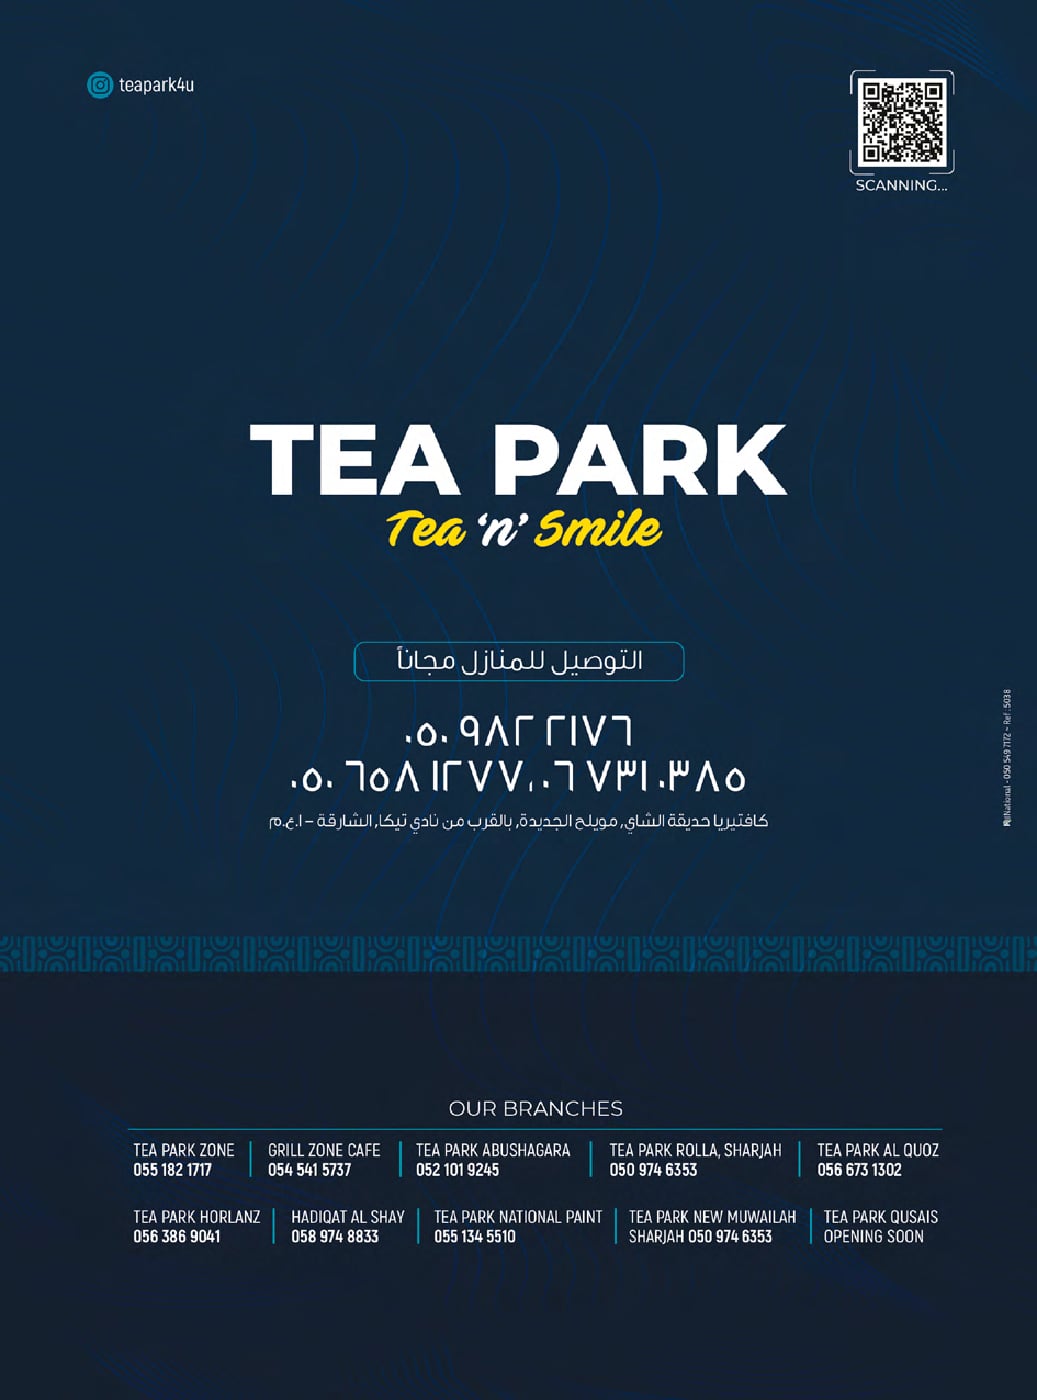 teapark4u
SCANNING...
TEA PARK
Tea 'n' Smile
التوصيل للمنازل مجاناً
٠٥٠ ٩٨٢ ٢١٧٦
٠٥٠ ٦٥٨ ١٢٧٧، ٠٦ ٧٣١ ٠٣٨٥
كافتيريا حديقة الشاي, مويلح الجديدة, بالقرب من نادي تيكا, الشارقة – ا.ع.م
National - 050 549 7172 - Ref : 5038
OUR BRANCHES
TEA PARK ZONE
055 182 1717
GRILL ZONE CAFE
054 541 5737
TEA PARK ABUSHAGARA
052 101 9245
TEA PARK ROLLA, SHARJAH
050 974 6353
TEA PARK AL QUOZ
056 673 1302
TEA PARK HORLANZ
056 386 9041
HADIQAT AL SHAY
058 974 8833
TEA PARK NATIONAL PAINT
055 134 5510
TEA PARK NEW MUWAILAH
SHARJAH 050 974 6353
TEA PARK QUSAIS
OPENING SOON